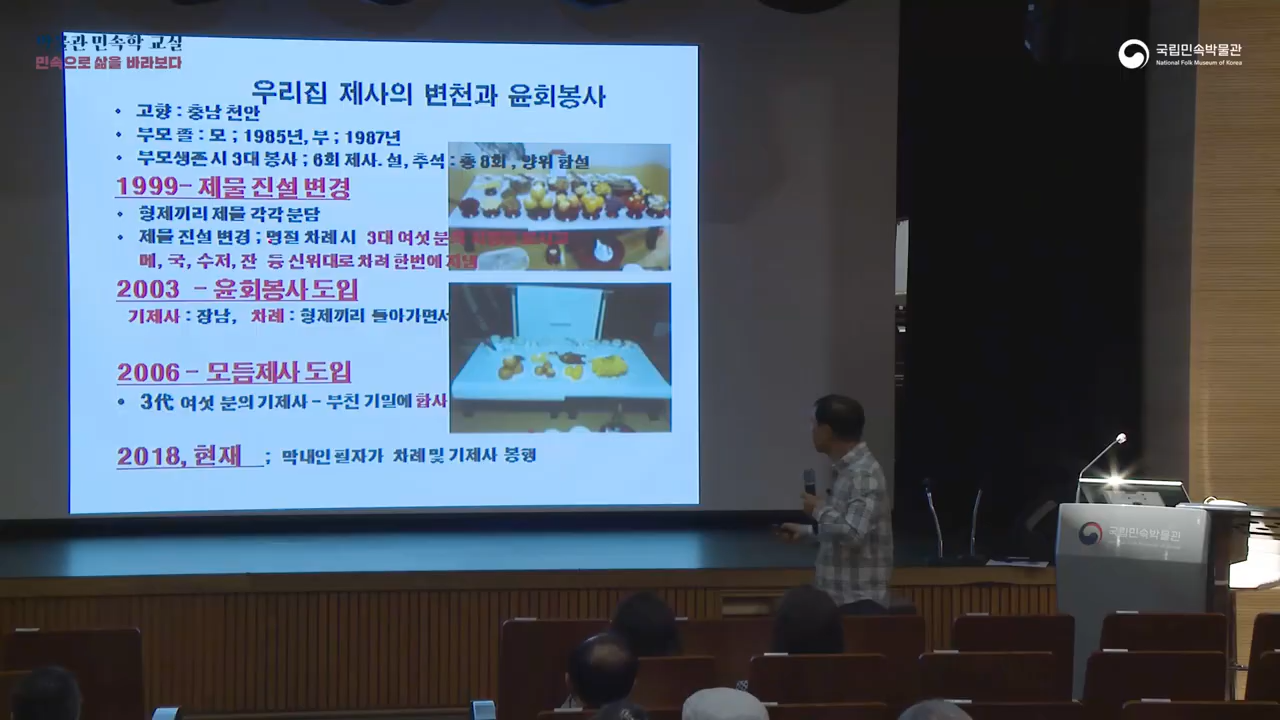 박물관 민속학 교실
민속으로 삶을 바라보다
국립민속박물관
National Folk Museum of Korea
우리집 제사의 변천과 윤회봉사
• 고향 : 충남 천안
• 부모 졸 : 모 ; 1985년, 부 ; 1987년
• 부모생존시 3대 봉사 ; 6회 제사. 설, 추석 : 총 8회 , 양위 합설
1999- 제물 진설 변경
• 형제끼리 제물 각각 분담
• 제물 진설 변경 ; 명절 차례시 3대 여섯 분
메, 국, 수저, 잔 등 신위대로 차려 한번에 지냄
2003 - 윤회봉사 도입
기제사 : 장남, 차례 : 형제끼리 돌아가면서
2006 - 모듬제사 도입
• 3代 여섯 분의 기제사 - 부친 기일에 합사
2018, 현재 ; 막내인 필자가 차례 및 기제사 봉행
국립민속박물관